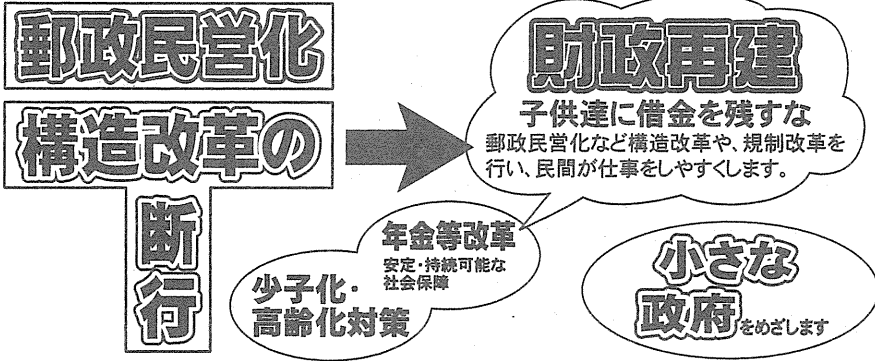 郵政民営化
構造改革の
断行
財政再建
子供達に借金を残すな
郵政民営化など構造改革や、規制改革を
行い、民間が仕事をしやすくします。
年金等改革
安定・持続可能な
社会保障
少子化・
高齢化対策
小さな
政府をめざします